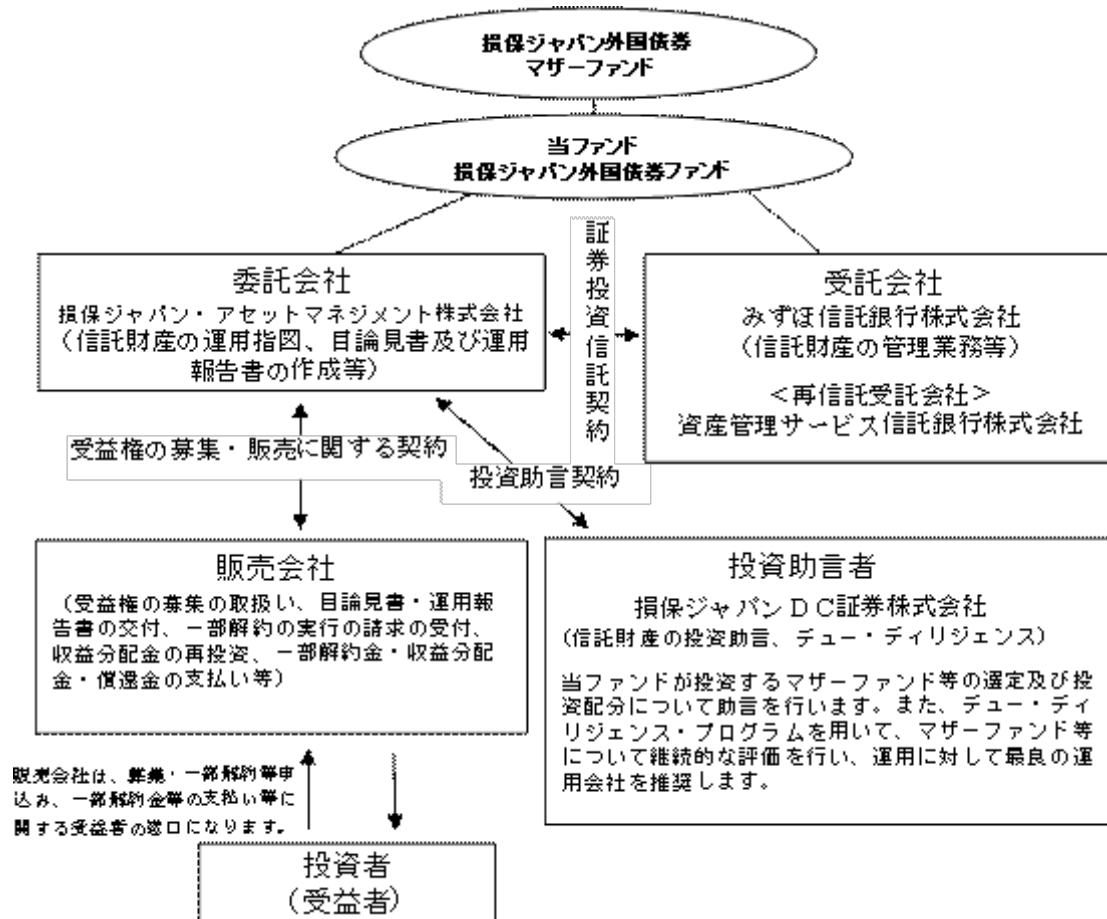 損保ジャパン外国債券
マザーファンド
当ファンド
損保ジャパン外国債券ファンド
委託会社
損保ジャパン・アセットマネジメント株式会社
（信託財産の運用指図、目論見書及び運用
報告書の作成等）
証券投資信託契約
受託会社
みずほ信託銀行株式会社
（信託財産の管理業務等）
＜再信託受託会社＞
資産管理サービス信託銀行株式会社
受益権の募集・販売に関する契約
投資助言契約
販売会社
（受益権の募集の取扱い、目論見書・運用報
告書の交付、一部解約の実行の請求の受付、
収益分配金の再投資、一部解約金・収益分配
金・償還金の支払い等）
投資助言者
損保ジャパンＤＣ証券株式会社
（信託財産の投資助言、デュー・ディリジェンス）
当ファンドが投資するマザーファンド等の選定及び投
資配分について助言を行います。また、デュー・ディ
リジェンス・プログラムを用いて、マザーファンド等
について継続的な評価を行い、運用に対して最良の運
用会社を推奨します。
販売会社は、募集・一部解約等申
込み、一部解約金等の支払い等に
関する受益者の窓口になります。
投資者
（受益者）